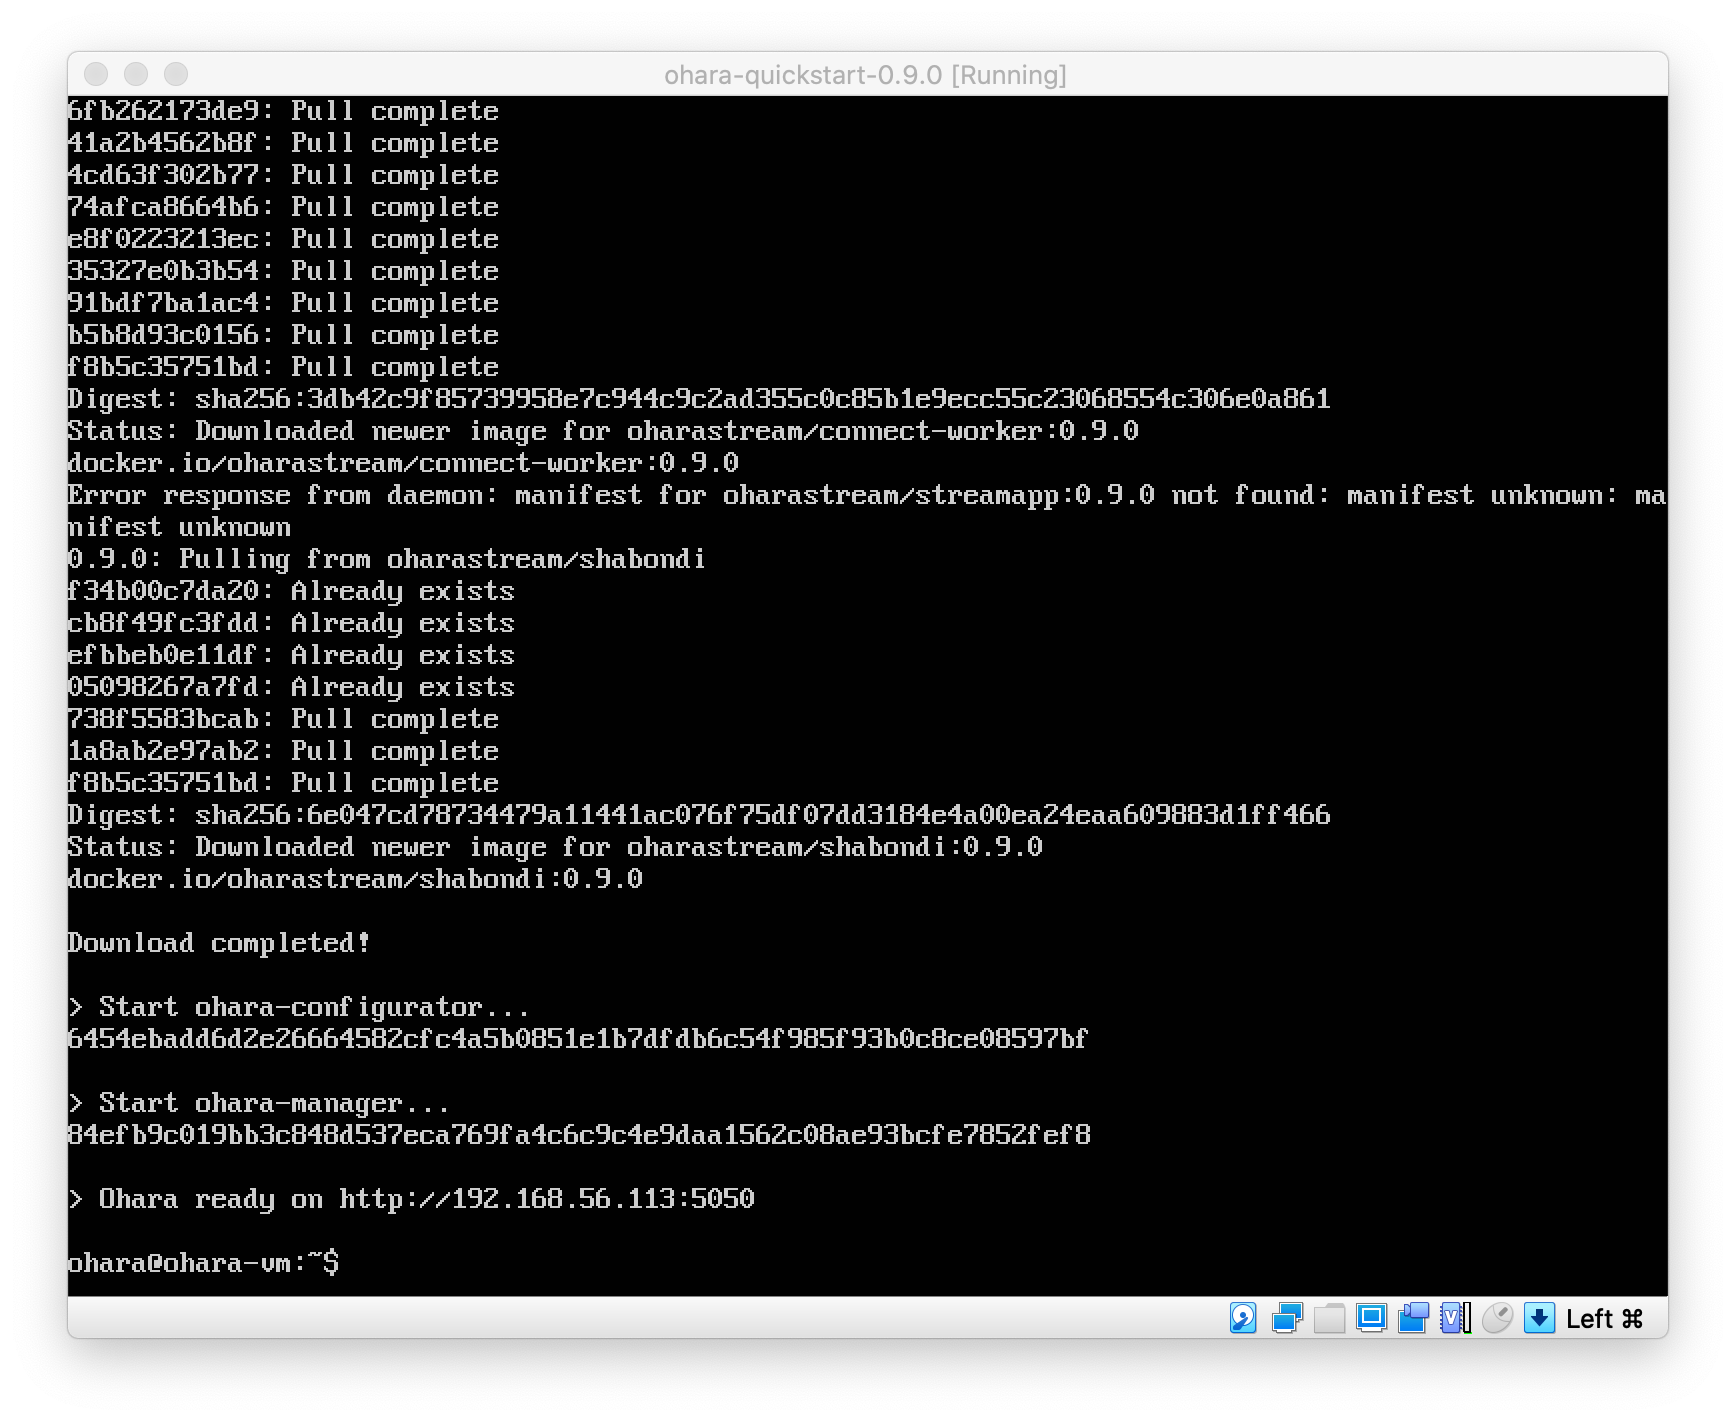 ohara-quickstart-0.9.0 [Running]
6fb262173de9: Pull complete
41a2b4562b8f: Pull complete
4cd63f302b77: Pull complete
74afca8664b6: Pull complete
e8f0223213ec: Pull complete
35327e0b3b54: Pull complete
91bdf7ba1ac4: Pull complete
b5b8d93c0156: Pull complete
f8b5c35751bd: Pull complete
Digest: sha256:3db42c9f85739958e7c944c9c2ad355c0c85b1e9ecc55c23068554c306e0a861
Status: Downloaded newer image for oharastream/connect-worker:0.9.0
docker.io/oharastream/connect-worker:0.9.0
Error response from daemon: manifest for oharastream/streamapp:0.9.0 not found: manifest unknown: ma
nifest unknown
0.9.0: Pulling from oharastream/shabondi
f34b00c7da20: Already exists
cb8f49fc3fdd: Already exists
efbbeb0e11df: Already exists
05098267a7fd: Already exists
738f5583bcab: Pull complete
1a8ab2e97ab2: Pull complete
f8b5c35751bd: Pull complete
Digest: sha256:6e047cd78734479a11441ac076f75df07dd3184e4a00ea24eaa609883d1ff466
Status: Downloaded newer image for oharastream/shabondi:0.9.0
docker.io/oharastream/shabondi:0.9.0
Download completed!
> Start ohara-configurator...
6454ebadd6d2e26664582cfc4a5b0851e1b7dfdb6c54f985f93b0c8ce08597bf
> Start ohara-manager...
84efb9c019bb3c848d537eca769fa4c6c9c4e9daa1562c08ae93bcfe7852fef8
> Ohara ready on http://192.168.56.113:5050
ohara@ohara-vm:~$
Left ⌘